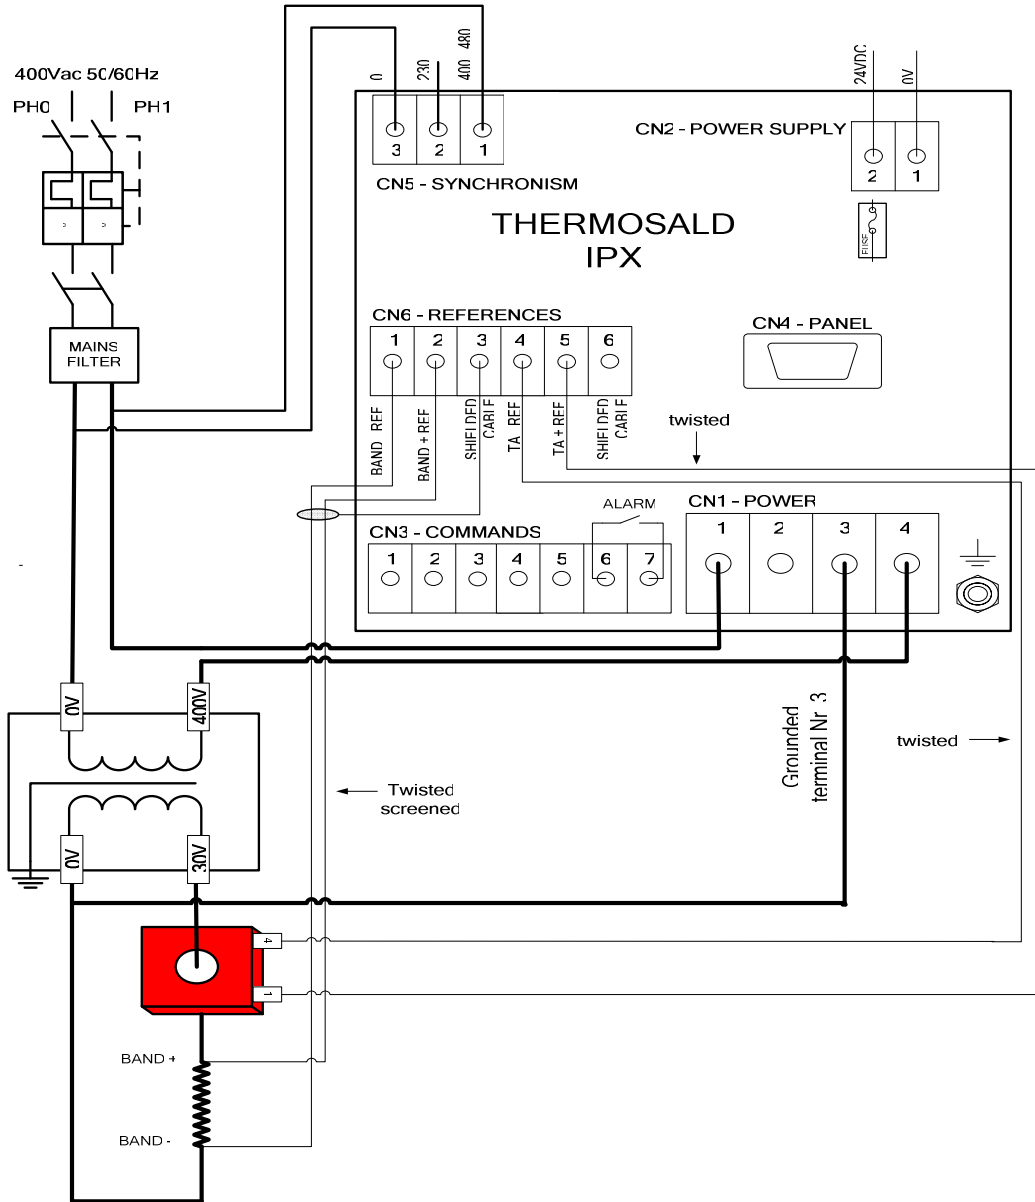 0
230
400 480
400Vac 50/60Hz
PH0
PH1
24VDC
0V
CN2 - POWER SUPPLY
3 2 1
2 1
CN5 - SYNCHRONISM
THERMOSALD
IPX
FUSE
CN6 - REFERENCES
1 2 3 4 5 6
CN4 - PANEL
MAINS
FILTER
BAND REF
BAND + REF
SHIELDED
CABLE
TA REF
TA + REF
SHIELDED
CABLE
twisted
ALARM
CN1 - POWER
1 2 3 4
CN3 - COMMANDS
1 2 3 4 5 6 7
0V
400V
Grounded
terminal Nr 3
twisted
Twisted
screened
0V
30V
4
1
BAND +
BAND -